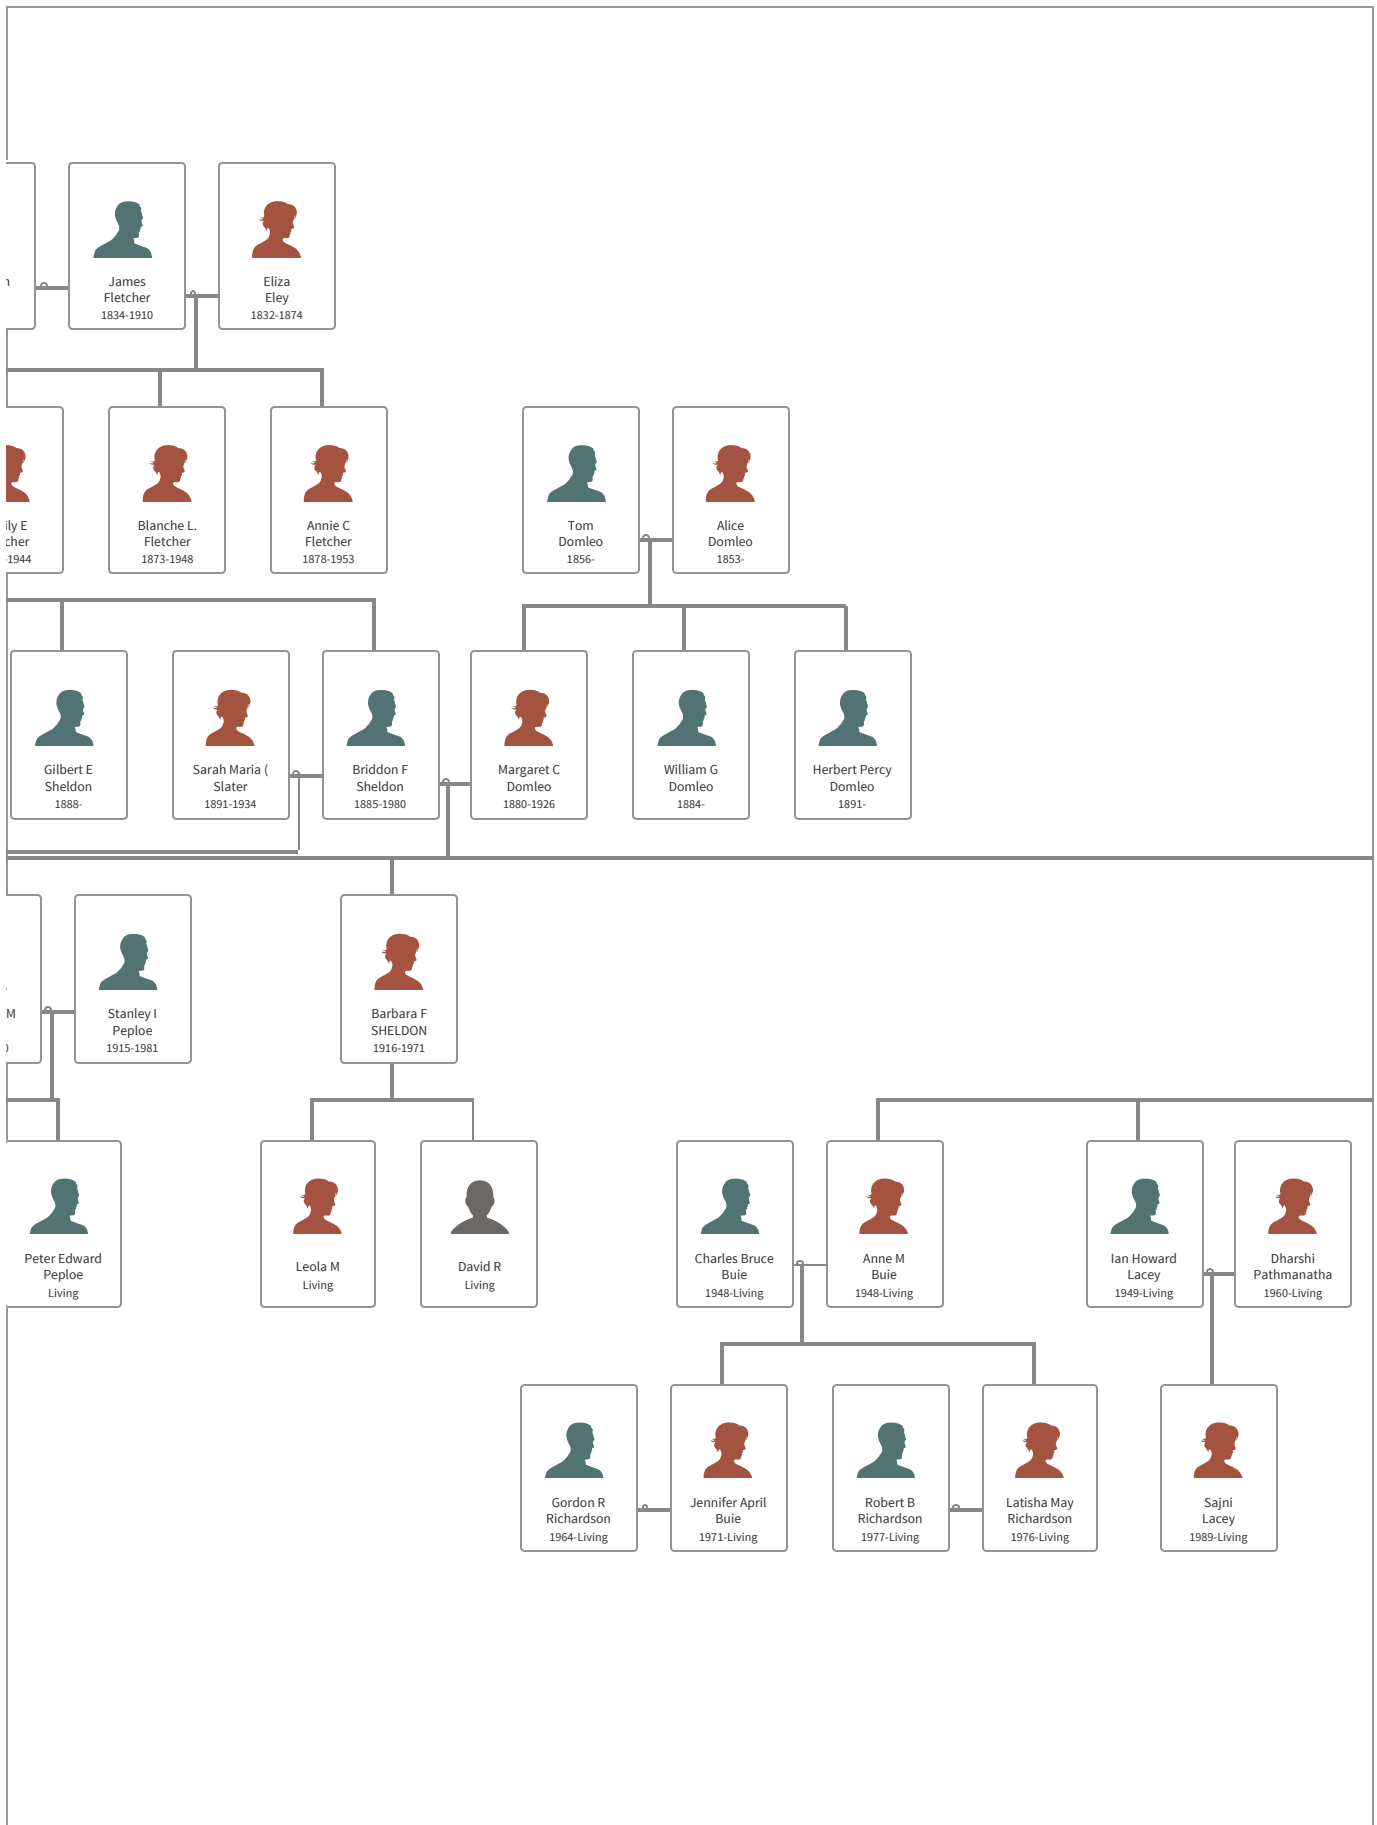 James
Fletcher
1834-1910
Eliza
Eley
1832-1874
1944
Blanche L.
Fletcher
1873-1948
Annie C
Fletcher
1878-1953
Tom
Domleo
1856-
Alice
Domleo
1853-
Gilbert E
Sheldon
1888-
Sarah Maria (
Slater
1891-1934
Briddon F
Sheldon
1885-1980
Margaret C
Domleo
1880-1926
William G
Domleo
1884-
Herbert Percy
Domleo
1891-
M
Stanley I
Peploe
1915-1981
Barbara F
SHELDON
1916-1971
Peter Edward
Peploe
Living
Leola M
Living
David R
Living
Charles Bruce
Buie
1948-Living
Anne M
Buie
1948-Living
Ian Howard
Lacey
1949-Living
Dharshi
Pathmanatha
1960-Living
Gordon R
Richardson
1964-Living
Jennifer April
Buie
1971-Living
Robert B
Richardson
1977-Living
Latisha May
Richardson
1976-Living
Sajni
Lacey
1989-Living